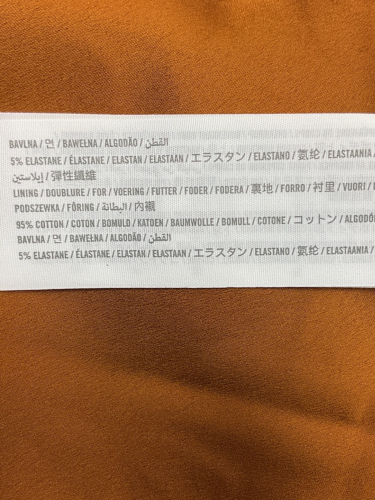 BAVLNA / 면 / BAWEŁNA / ALGODÃO / القطن
5% ELASTANE / ÉLASTANE / ELASTAN / ELASTAAN / エラスタン / ELASTANO / 氨纶 / ELASTAANIA /
إيلاستين / 彈性纖維
LINING / DOUBLURE / FOR / VOERING / FUTTER / FODER / FODERA / 裏地 / FORRO / 衬里 / VUORI /
PODSZEWKA / FÔRING / البطانة / 內襯
95% COTTON / COTON / BOMULD / KATOEN / BAUMWOLLE / BOMULL / COTONE / コットン /
BAVLNA / 면 / BAWEŁNA / ALGODÃO / القطن
5% ELASTANE / ÉLASTANE / ELASTAN / ELASTAAN / エラスタン / ELASTANO / 氨纶 / ELASTAANIA /